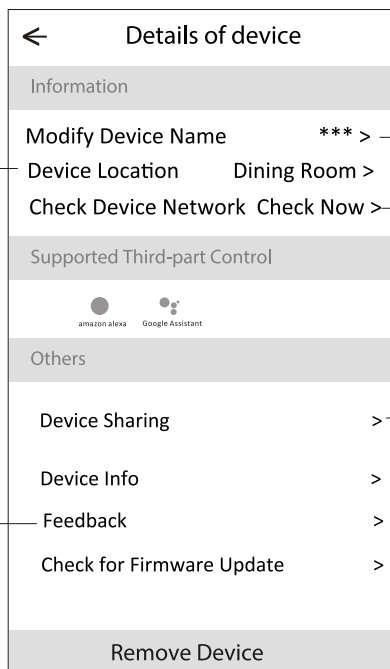 ← Details of device
Information
Modify Device Name *** >
Device Location Dining Room >
Check Device Network Check Now >
Supported Third-part Control
amazon alexa Google Assistant
Others
Device Sharing >
Device Info >
Feedback >
Check for Firmware Update >
Remove Device